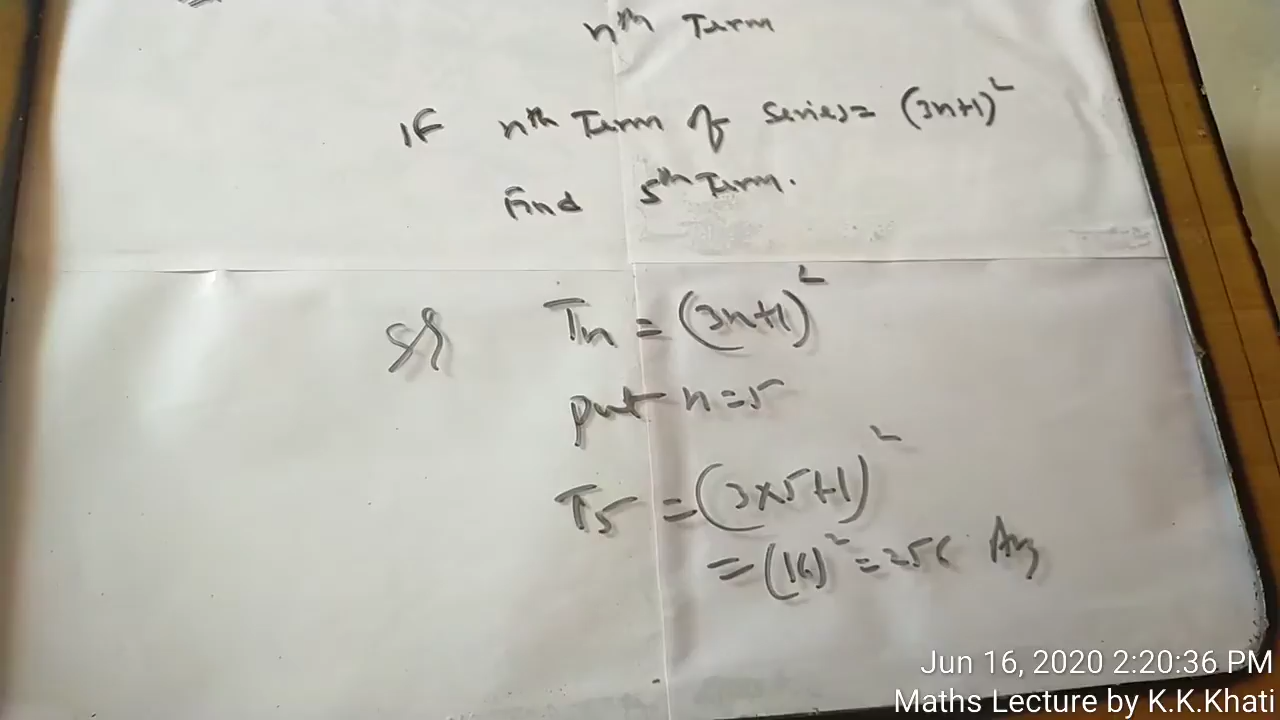 nth Term
IF nth Term of series = (3n+1)²
Find 5th Term.
Sol Tn = (3n+1)²
put n=5
T5 = (3×5+1)²
= (16)² = 256 Ans
Jun 16, 2020 2:20:36 PM
Maths Lecture by K.K.Khati